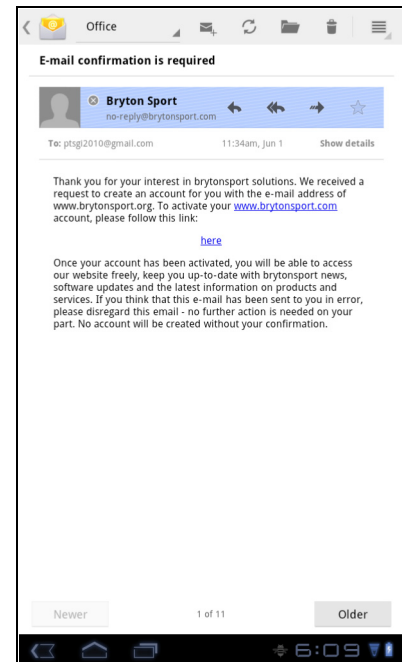 Office
E-mail confirmation is required
Bryton Sport
no-reply@brytonsport.com
To: ptsgi2010@gmail.com 11:34am, Jun 1 Show details
Thank you for your interest in brytonsport solutions. We received a
request to create an account for you with the e-mail address of
www.brytonsport.org. To activate your www.brytonsport.com
account, please follow this link:
here
Once your account has been activated, you will be able to access
our website freely, keep you up-to-date with brytonsport news,
software updates and the latest information on products and
services. If you think that this e-mail has been sent to you in error,
please disregard this email - no further action is needed on your
part. No account will be created without your confirmation.
Newer 1 of 11 Older
6:09